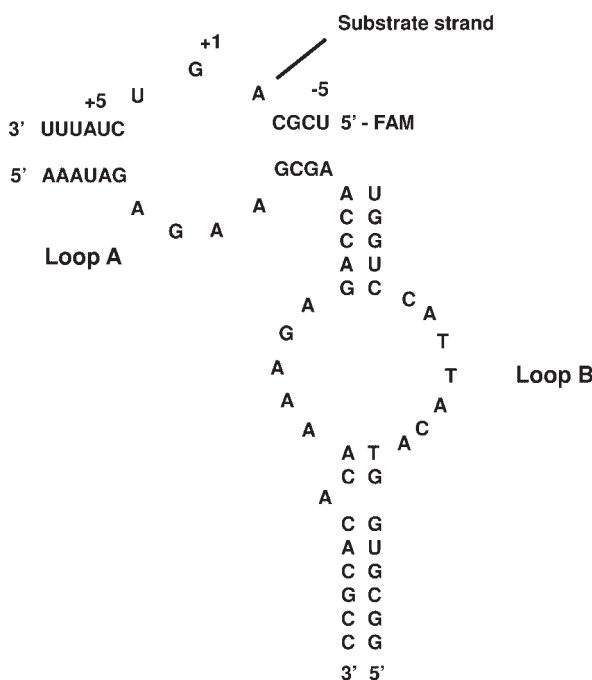 Substrate strand
+1
G
+5 U A -5
3' UUUAUC CGCU 5' - FAM
5' AAAUAG GCGA
A G A A
Loop A
A U
C G
C G
A U
G C
A C
G A
A T
A T
A A
A C
A
Loop B
A T
C G
A
C G
A U
C G
G C
C G
C G
3' 5'